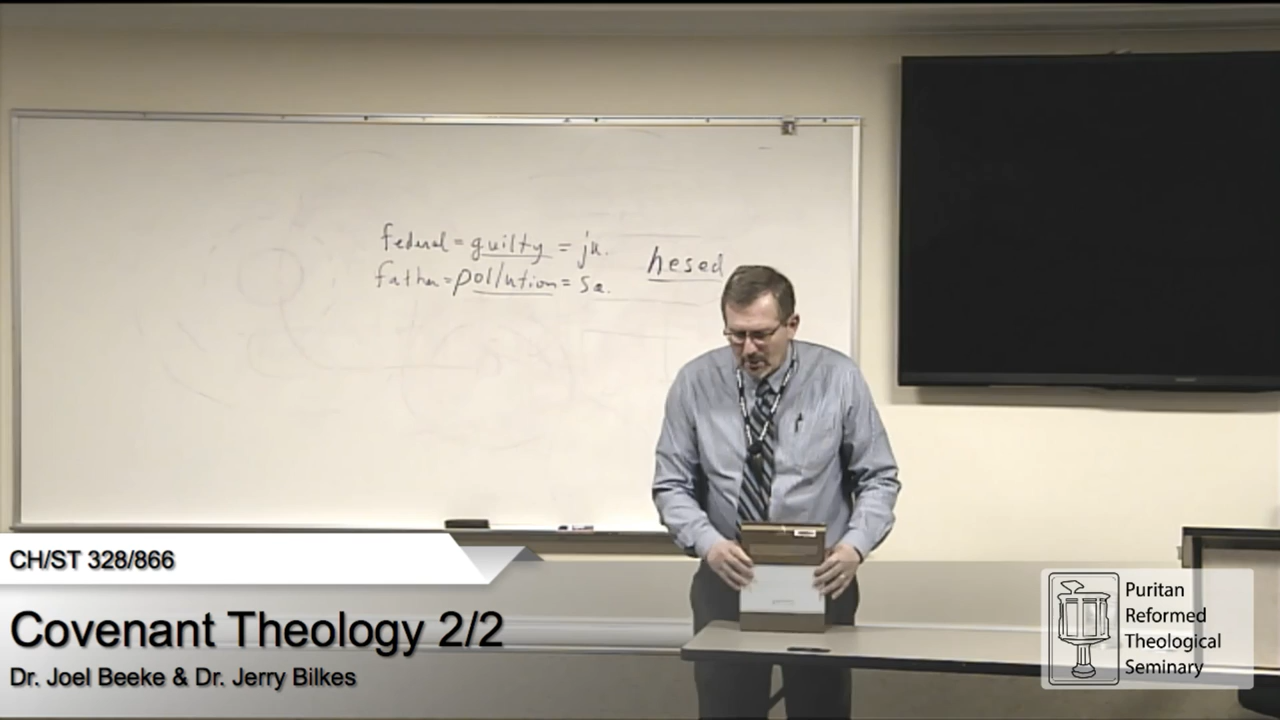 federal = guilty = ju.
father = pollution = sa.
hesed
CH/ST 328/866
Covenant Theology 2/2
Dr. Joel Beeke & Dr. Jerry Bilkes
Puritan
Reformed
Theological
Seminary